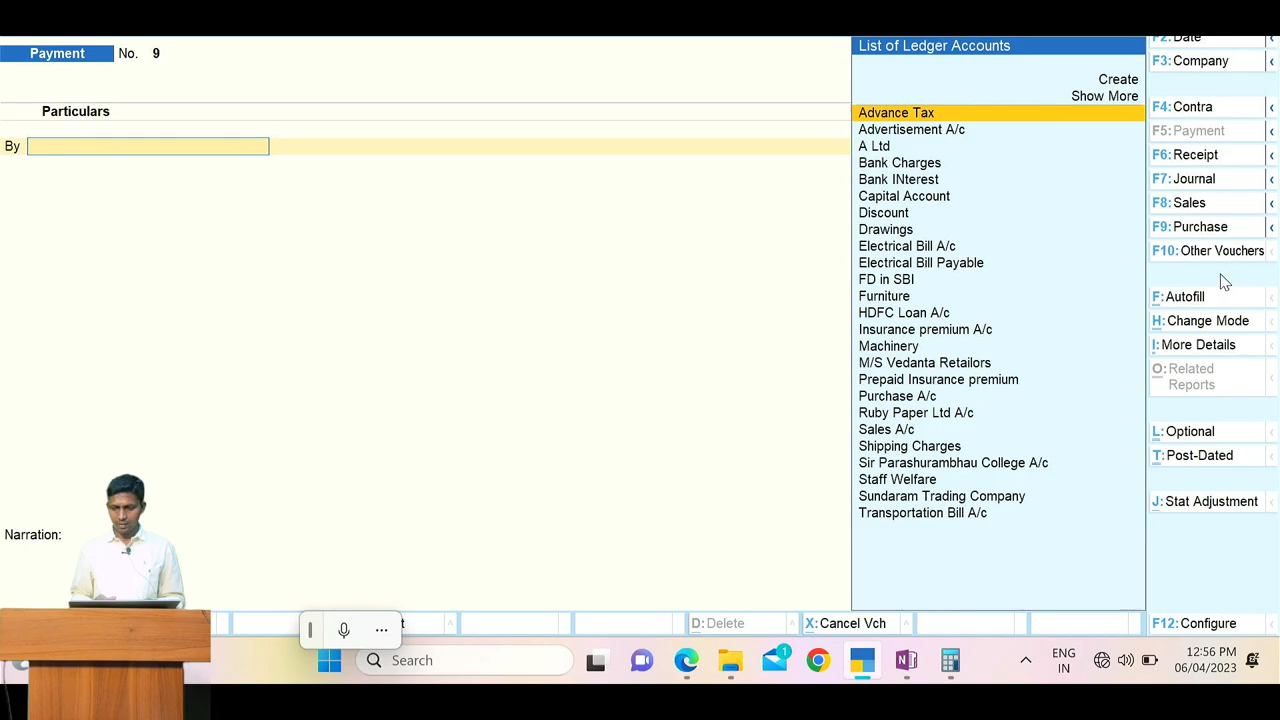 F2: Date
Payment No. 9
List of Ledger Accounts
F3: Company
Create
Show More
Particulars
Advance Tax
F4: Contra
Advertisement A/c
F5: Payment
By
A Ltd
F6: Receipt
Bank Charges
Bank INterest
F7: Journal
Capital Account
F8: Sales
Discount
Drawings
F9: Purchase
Electrical Bill A/c
F10: Other Vouchers
Electrical Bill Payable
FD in SBI
Furniture
F: Autofill
HDFC Loan A/c
H: Change Mode
Insurance premium A/c
Machinery
I: More Details
M/S Vedanta Retailors
O: Related
Reports
Prepaid Insurance premium
Purchase A/c
Ruby Paper Ltd A/c
Sales A/c
L: Optional
Shipping Charges
T: Post-Dated
Sir Parashurambhau College A/c
Staff Welfare
Sundaram Trading Company
J: Stat Adjustment
Transportation Bill A/c
Narration:
D: Delete
X: Cancel Vch
F12: Configure
Search
1
ENG
IN
12:56 PM
06/04/2023